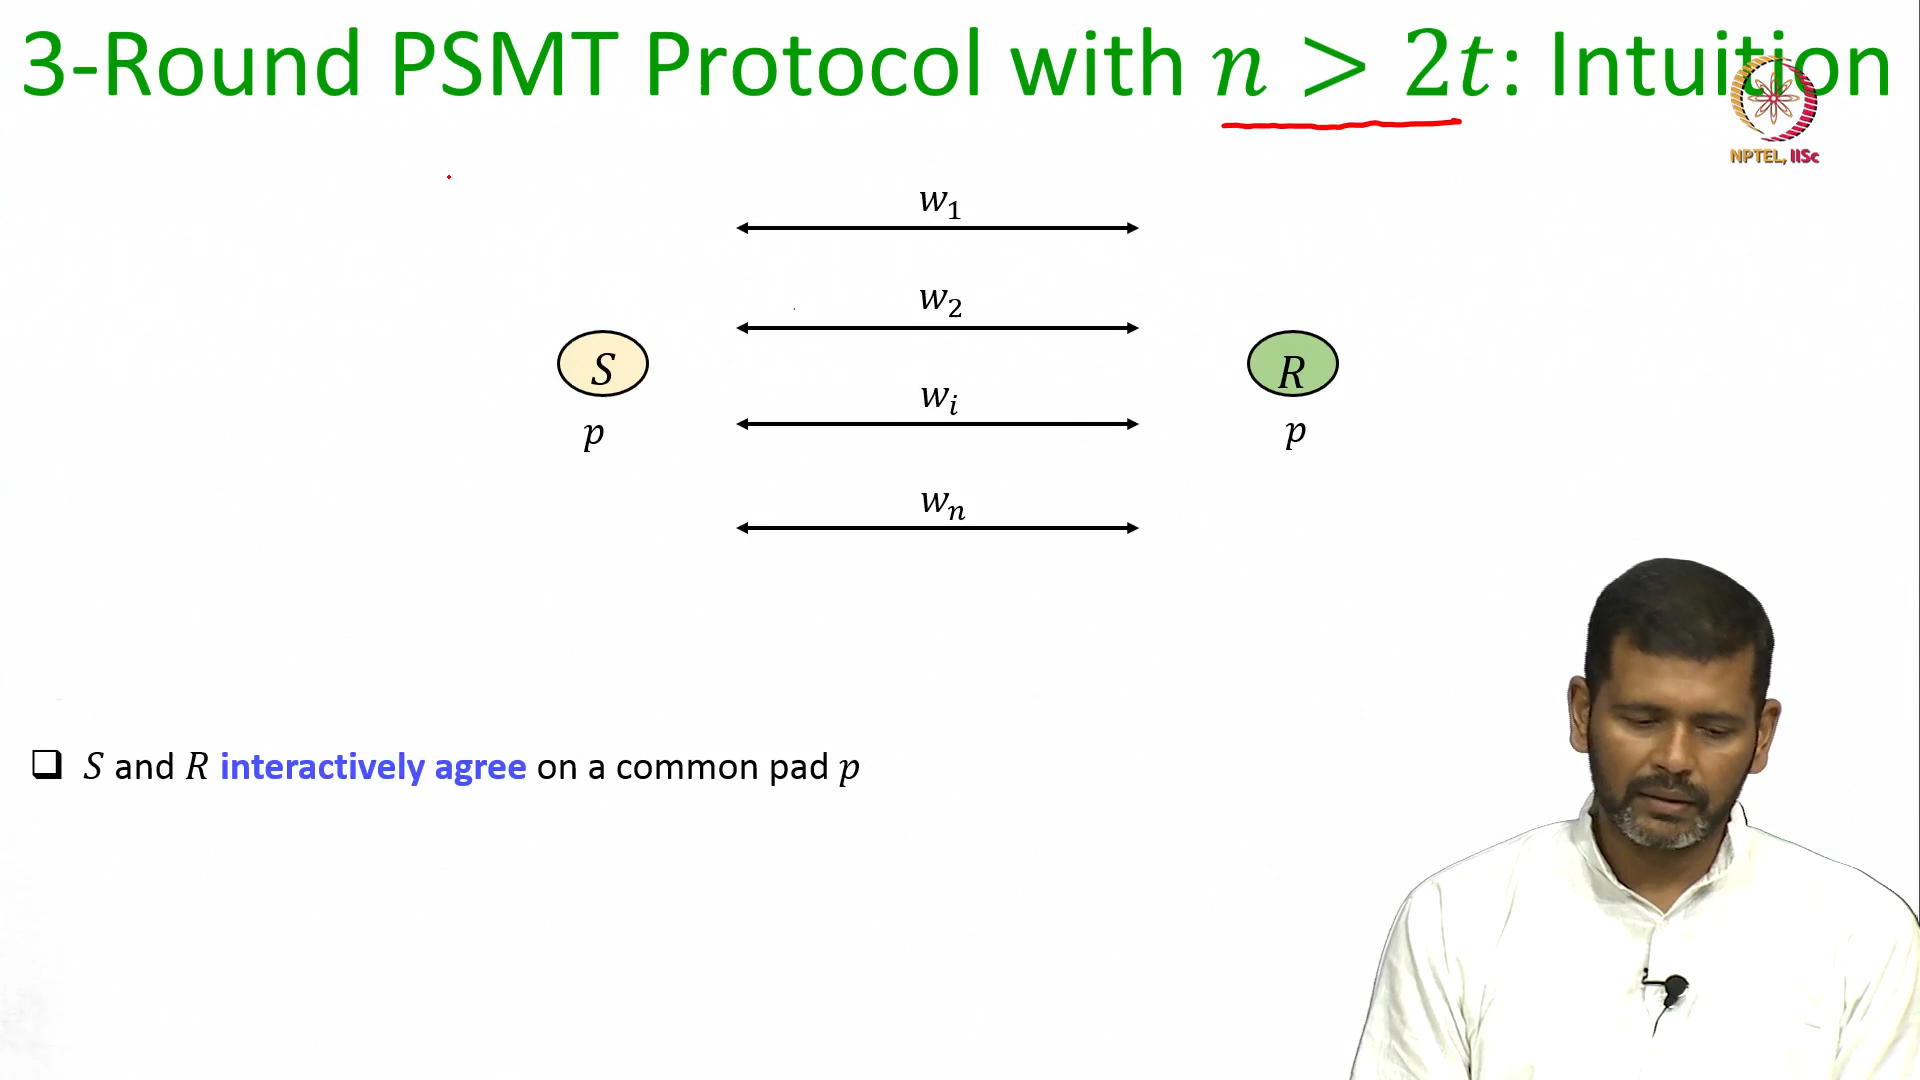 3-Round PSMT Protocol with n > 2t: Intuition
NPTEL, IISc
w₁
w₂
S
R
wᵢ
p
p
wₙ
❑ S and R interactively agree on a common pad p